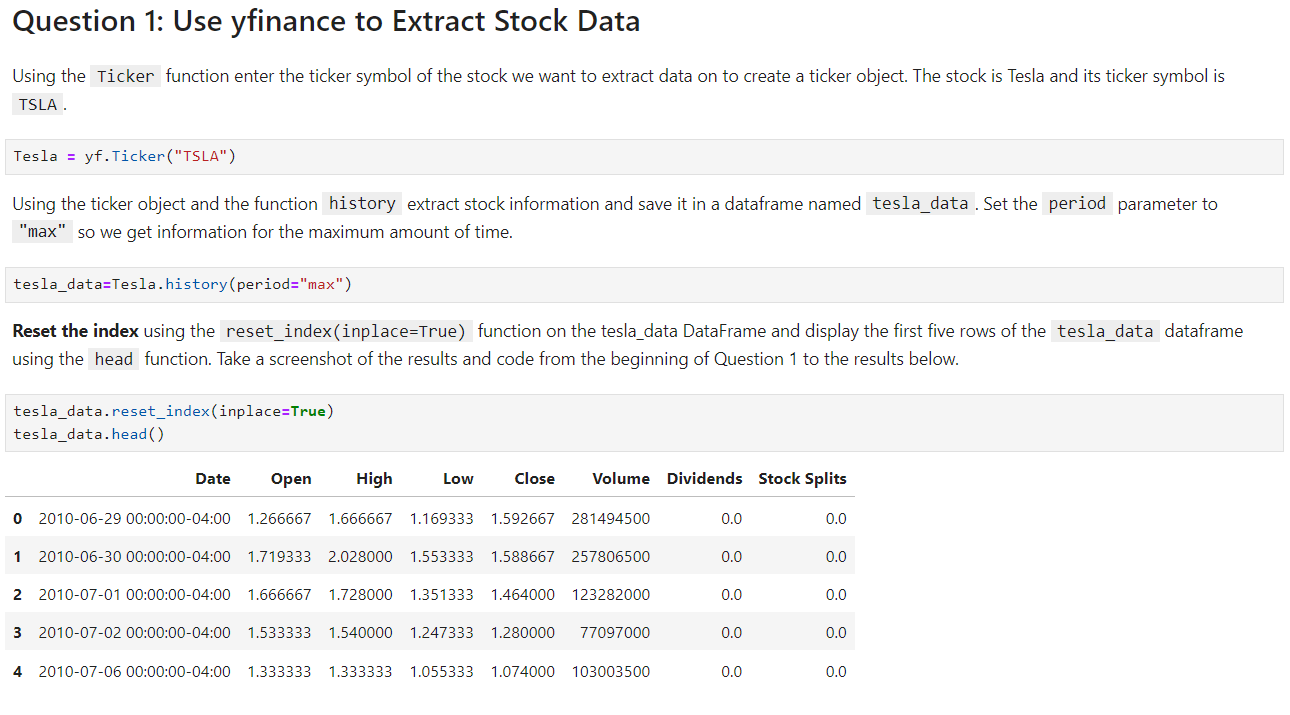 Question 1: Use yfinance to Extract Stock Data
Using the Ticker function enter the ticker symbol of the stock we want to extract data on to create a ticker object. The stock is Tesla and its ticker symbol is
TSLA .
Tesla = yf.Ticker("TSLA")
Using the ticker object and the function history extract stock information and save it in a dataframe named tesla_data . Set the period parameter to
"max" so we get information for the maximum amount of time.
tesla_data=Tesla.history(period="max")
Reset the index using the reset_index(inplace=True) function on the tesla_data DataFrame and display the first five rows of the tesla_data dataframe
using the head function. Take a screenshot of the results and code from the beginning of Question 1 to the results below.
tesla_data.reset_index(inplace=True)
tesla_data.head()
Date Open High Low Close Volume Dividends Stock Splits
0 2010-06-29 00:00:00-04:00 1.266667 1.666667 1.169333 1.592667 281494500 0.0 0.0
1 2010-06-30 00:00:00-04:00 1.719333 2.028000 1.553333 1.588667 257806500 0.0 0.0
2 2010-07-01 00:00:00-04:00 1.666667 1.728000 1.351333 1.464000 123282000 0.0 0.0
3 2010-07-02 00:00:00-04:00 1.533333 1.540000 1.247333 1.280000 77097000 0.0 0.0
4 2010-07-06 00:00:00-04:00 1.333333 1.333333 1.055333 1.074000 103003500 0.0 0.0